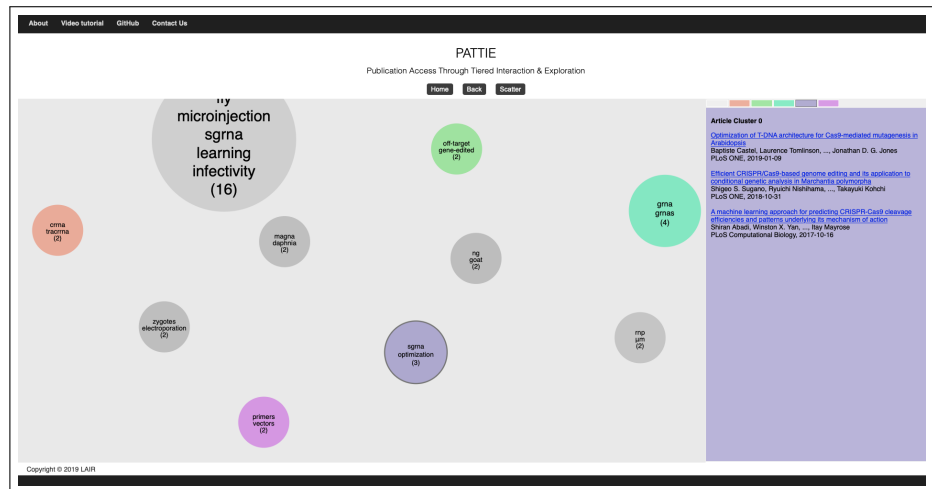 About Video tutorial GitHub Contact Us
PATTIE
Publication Access Through Tiered Interaction & Exploration
Home Back Scatter
microinjection
sgrna
learning
infectivity
(16)
off-target
gene-edited
(2)
grna
grnas
(4)
crrna
tracrrna
(2)
magna
daphnia
(2)
ng
goat
(2)
zygotes
electroporation
(2)
sgrna
optimization
(3)
rnp
μm
(2)
primers
vectors
(2)
Article Cluster 0
Optimization of T-DNA architecture for Cas9-mediated mutagenesis in
Arabidopsis
Baptiste Castel, Laurence Tomlinson, ..., Jonathan D. G. Jones
PLoS ONE, 2019-01-09
Efficient CRISPR/Cas9-based genome editing and its application to
conditional genetic analysis in Marchantia polymorpha
Shigeo S. Sugano, Ryuichi Nishihama, ..., Takayuki Kohchi
PLoS ONE, 2018-10-31
A machine learning approach for predicting CRISPR-Cas9 cleavage
efficiencies and patterns underlying its mechanism of action
Shiran Abadi, Winston X. Yan, ..., Itay Mayrose
PLoS Computational Biology, 2017-10-16
Copyright © 2019 LAIR